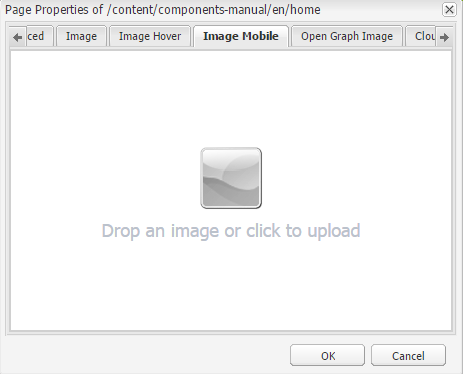 Page Properties of /content/components-manual/en/home
ced Image Image Hover Image Mobile Open Graph Image Clou
Drop an image or click to upload
OK Cancel